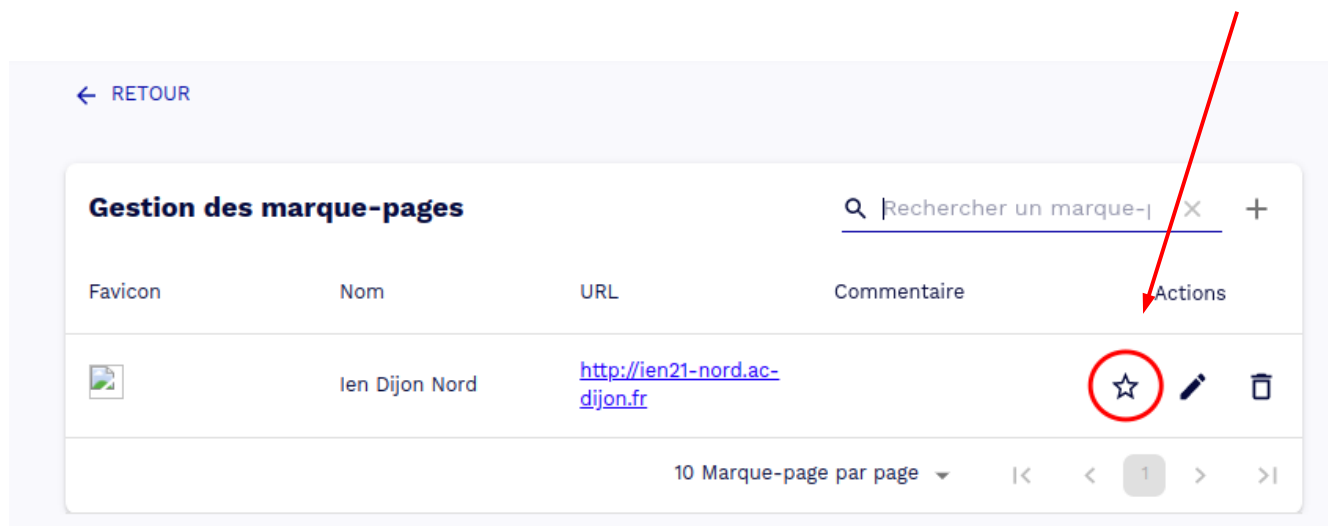 ← RETOUR
Gestion des marque-pages
Rechercher un marque-p
Favicon Nom URL Commentaire Actions
Ien Dijon Nord
http://ien21-nord.ac-
dijon.fr
10 Marque-page par page
1